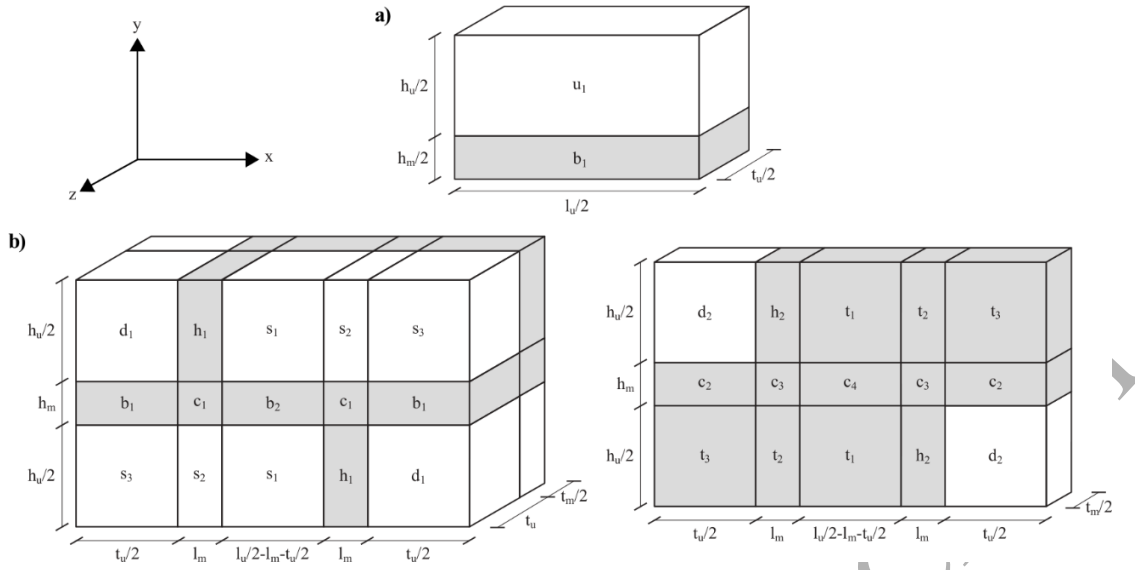 a)
y
x
z
h_u/2
u_1
h_m/2
b_1
t_u/2
l_u/2
b)
h_u/2
d_1 h_1 s_1 s_2 s_3
h_m
b_1 c_1 b_2 c_1 b_1
h_u/2
s_3 s_2 s_1 h_1 d_1
t_m/2
t_u
t_u/2 l_m l_u/2-l_m-t_u/2 l_m t_u/2
h_u/2
d_2 h_2 t_1 t_2 t_3
h_m
c_2 c_3 c_4 c_3 c_2
h_u/2
t_3 t_2 t_1 h_2 d_2
t_m/2
t_u/2 l_m l_u/2-l_m-t_u/2 l_m t_u/2